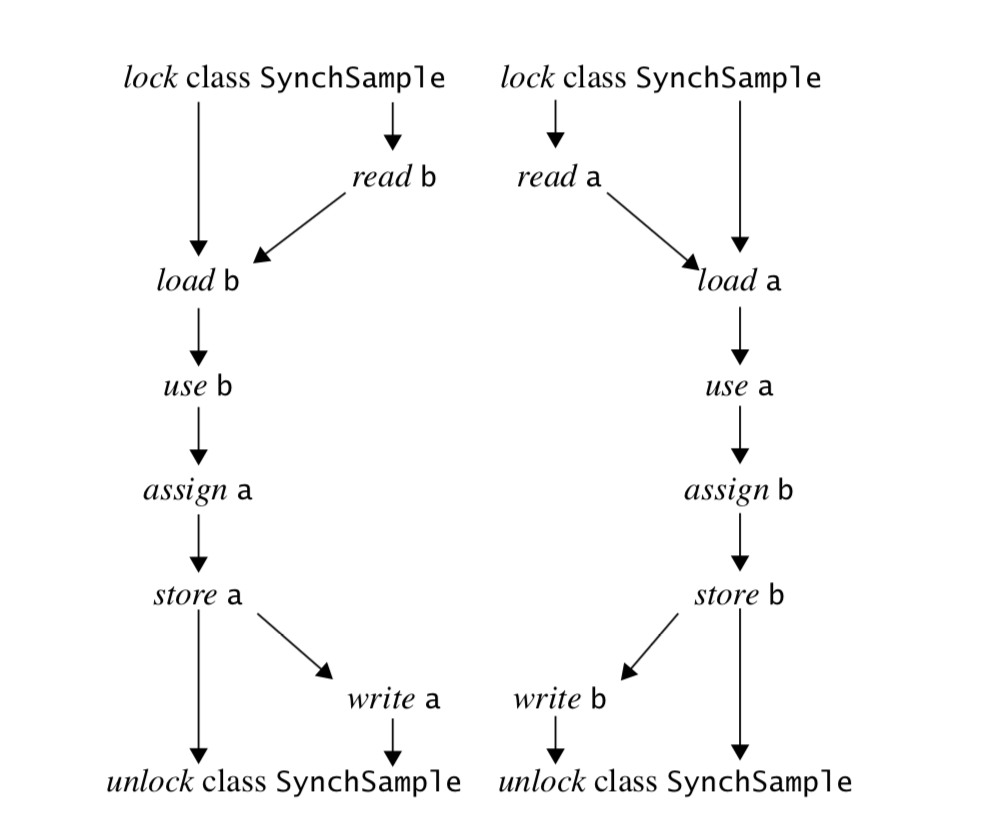 lock class SynchSample lock class SynchSample
read b read a
load b load a
use b use a
assign a assign b
store a store b
write a write b
unlock class SynchSample unlock class SynchSample